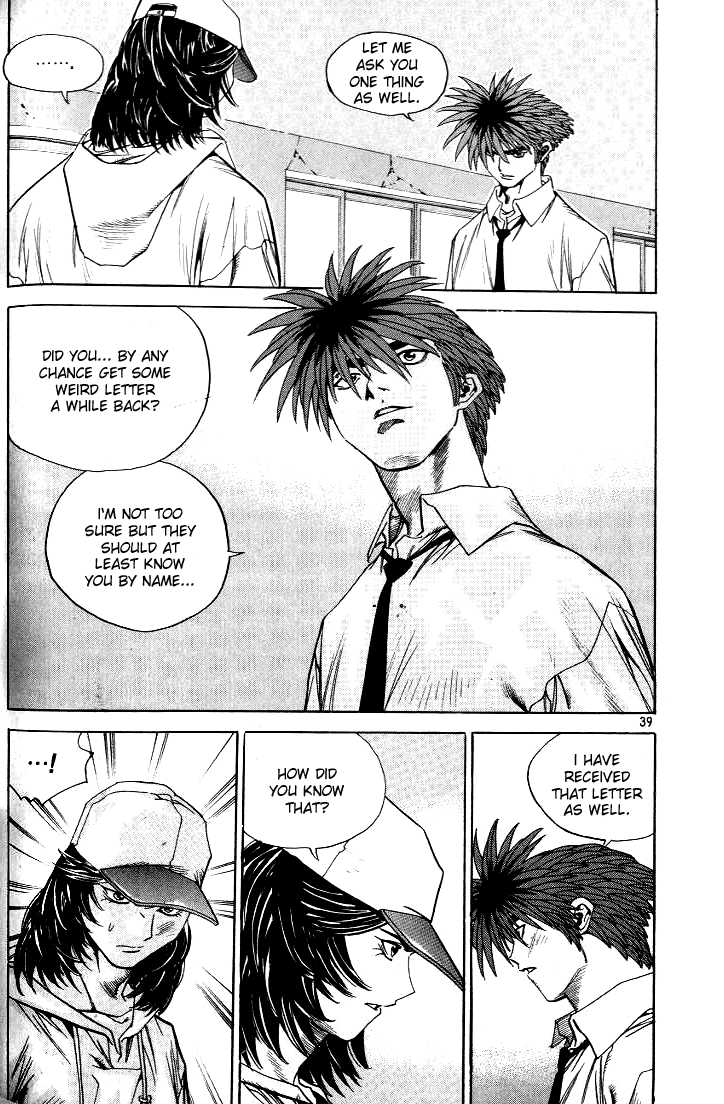 .......
LET ME
ASK YOU
ONE THING
AS WELL.
DID YOU... BY ANY
CHANCE GET SOME
WEIRD LETTER
A WHILE BACK?
I'M NOT TOO
SURE BUT THEY
SHOULD AT
LEAST KNOW
YOU BY NAME...
39
...!
HOW DID
YOU KNOW
THAT?
I HAVE
RECEIVED
THAT LETTER
AS WELL.